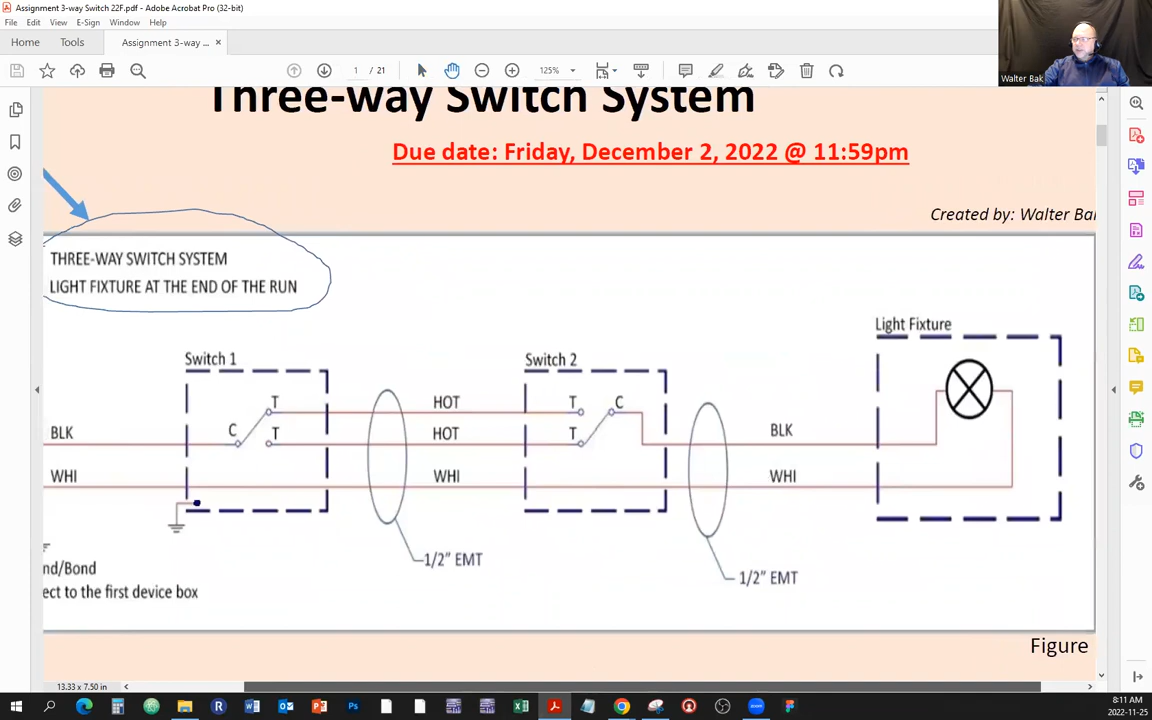 Assignment 3-way Switch 22F.pdf - Adobe Acrobat Pro (32-bit)
File Edit View E-Sign Window Help
Home Tools Assignment 3-way ... ×
1 / 21 125%
Walter Bak
Three-way Switch System
Due date: Friday, December 2, 2022 @ 11:59pm
Created by: Walter Bak
THREE-WAY SWITCH SYSTEM
LIGHT FIXTURE AT THE END OF THE RUN
Light Fixture
Switch 1 Switch 2
T HOT T C
BLK C T HOT T BLK
WHI WHI WHI
1/2" EMT
1/2" EMT
nd/Bond
ect to the first device box
Figure
13.33 x 7.50 in
8:11 AM
2022-11-25